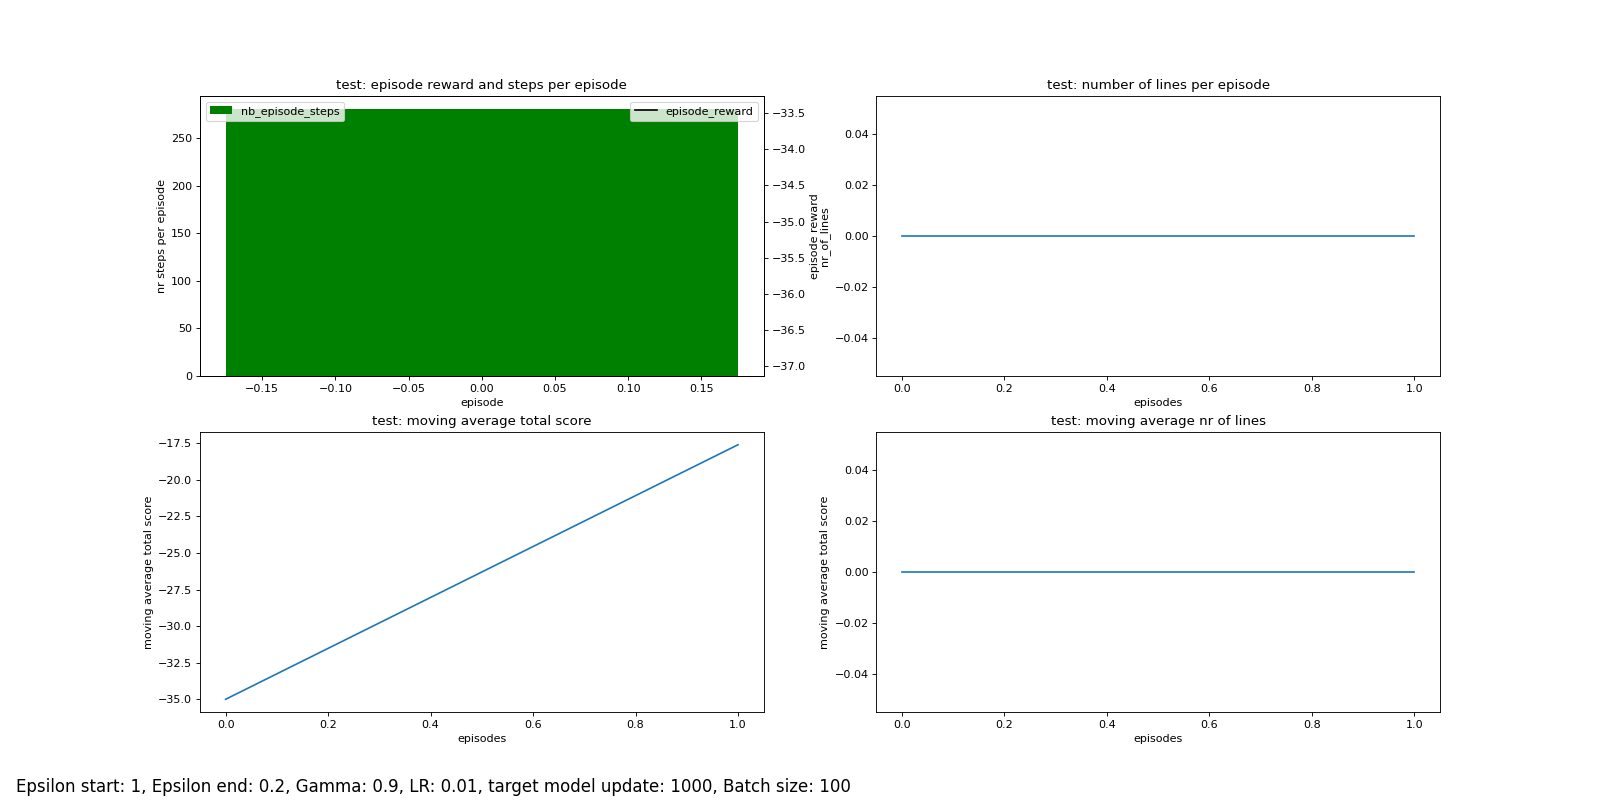 test: episode reward and steps per episode
nb_episode_steps
episode_reward
250
200
150
100
50
0
nr steps per episode
−33.5
−34.0
−34.5
−35.0
−35.5
−36.0
−36.5
−37.0
episode reward
−0.15 −0.10 −0.05 0.00 0.05 0.10 0.15
episode
test: number of lines per episode
0.04
0.02
0.00
−0.02
−0.04
nr_of_lines
0.0 0.2 0.4 0.6 0.8 1.0
episodes
test: moving average total score
−17.5
−20.0
−22.5
−25.0
−27.5
−30.0
−32.5
−35.0
moving average total score
0.0 0.2 0.4 0.6 0.8 1.0
episodes
test: moving average nr of lines
0.04
0.02
0.00
−0.02
−0.04
moving average total score
0.0 0.2 0.4 0.6 0.8 1.0
episodes
Epsilon start: 1, Epsilon end: 0.2, Gamma: 0.9, LR: 0.01, target model update: 1000, Batch size: 100